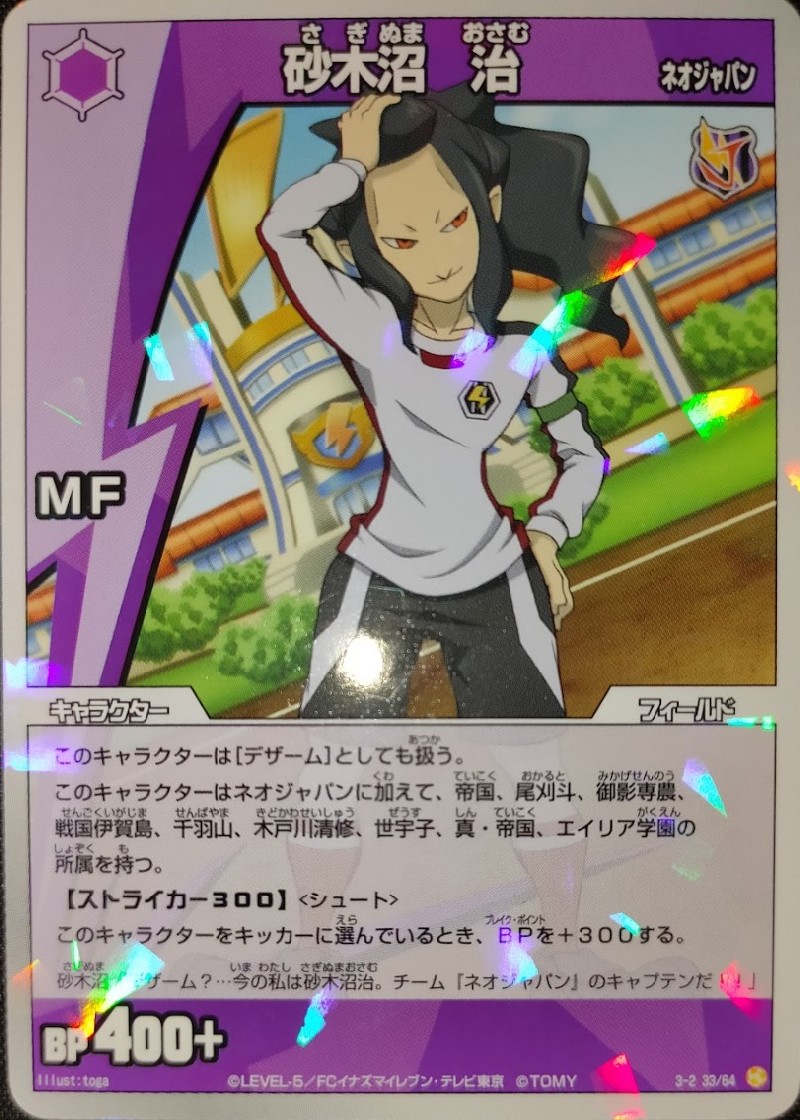 さぎぬま おさむ
砂木沼 治
ネオジャパン
MF
キャラクター
フィールド
このキャラクターは[デザーム]としても扱う。
このキャラクターはネオジャパンに加えて、帝国、尾刈斗、御影専農、
戦国伊賀島、千羽山、木戸川清修、世宇子、真・帝国、エイリア学園の
所属を持つ。
【ストライカー300】<シュート>
このキャラクターをキッカーに選んでいるとき、BPを+300する。
砂木沼「デザーム?…今の私は砂木沼治。チーム『ネオジャパン』のキャプテンだ!!」
BP400+
Illust:toga
©LEVEL-5/FCイナズマイレブン・テレビ東京 ©TOMY
3-2 33/64